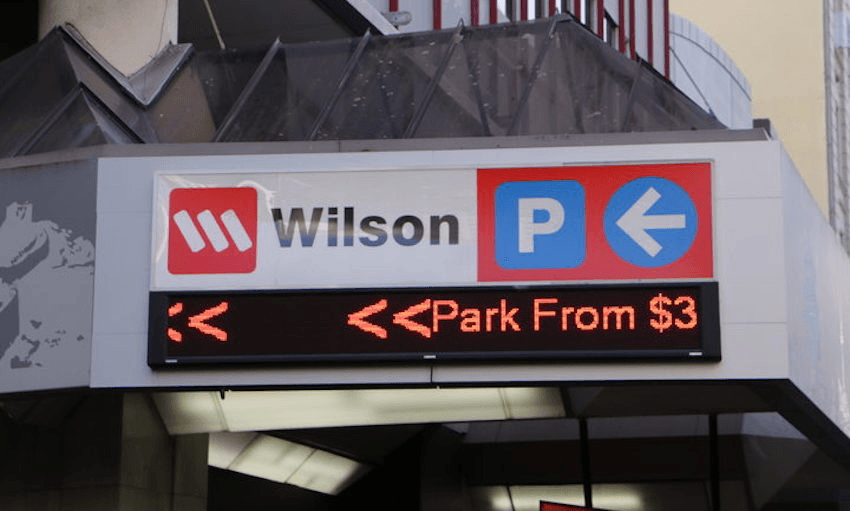 Wilson P ←
<< <<Park From $3